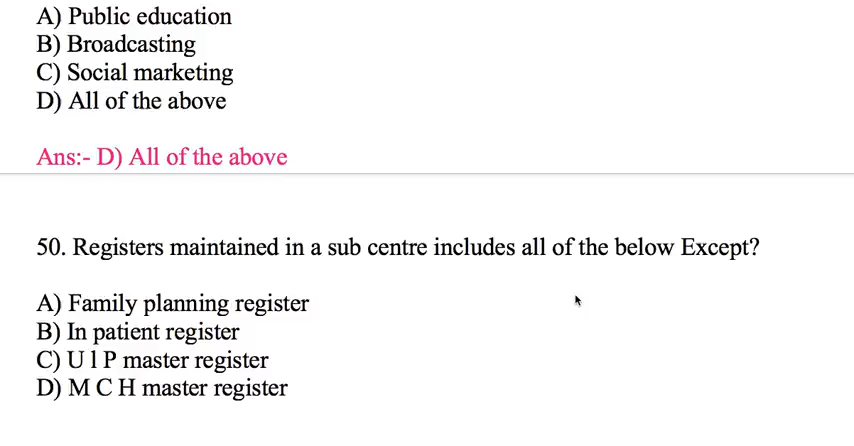 A) Public education
B) Broadcasting
C) Social marketing
D) All of the above
Ans:- D) All of the above
50. Registers maintained in a sub centre includes all of the below Except?
A) Family planning register
B) In patient register
C) U l P master register
D) M C H master register